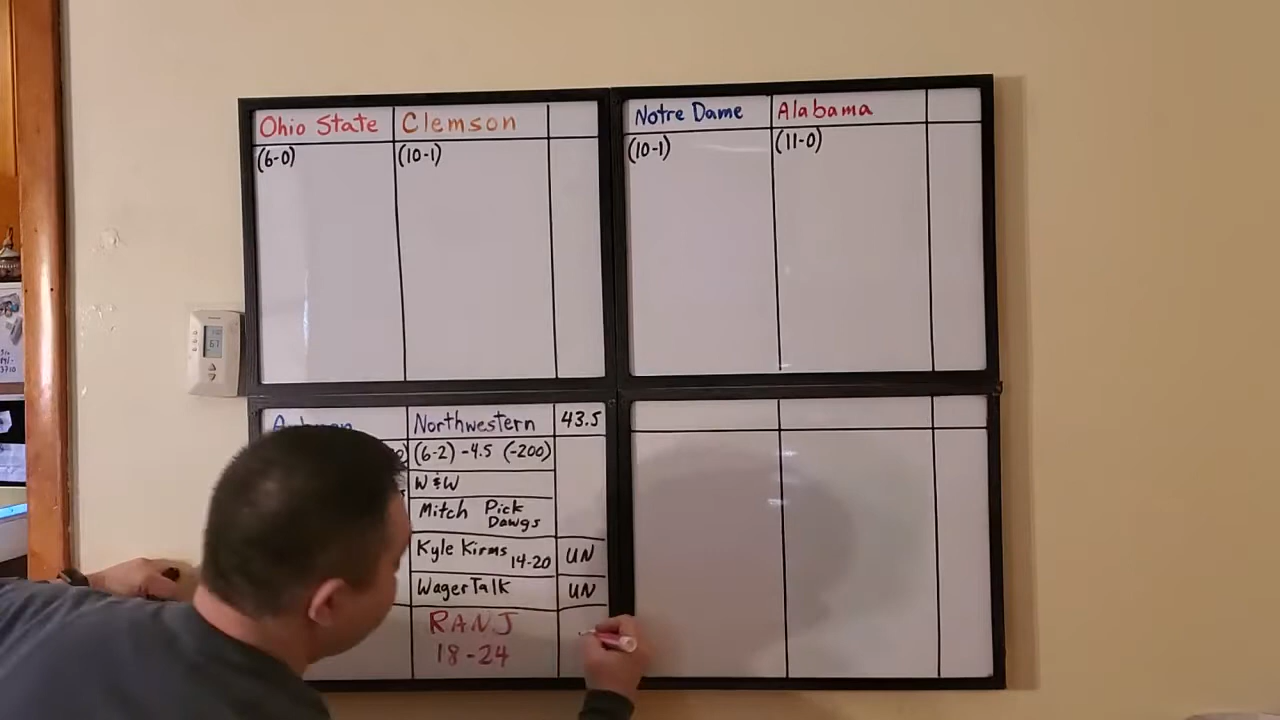 Ohio State Clemson
(6-0) (10-1)
Notre Dame Alabama
(10-1) (11-0)
Northwestern 43.5
(6-2) -4.5 (-200)
W & W
Mitch Pick
Dawgs
Kyle Kirms 14-20 UN
WagerTalk UN
RANJ
18-24